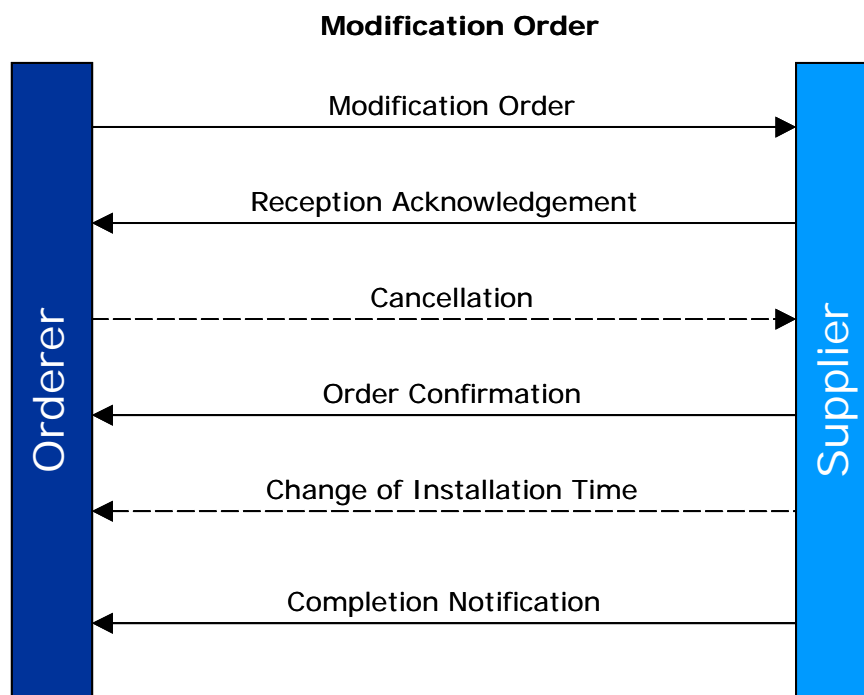 Modification Order
Modification Order
Reception Acknowledgement
Cancellation
Order Confirmation
Change of Installation Time
Completion Notification
Orderer
Supplier